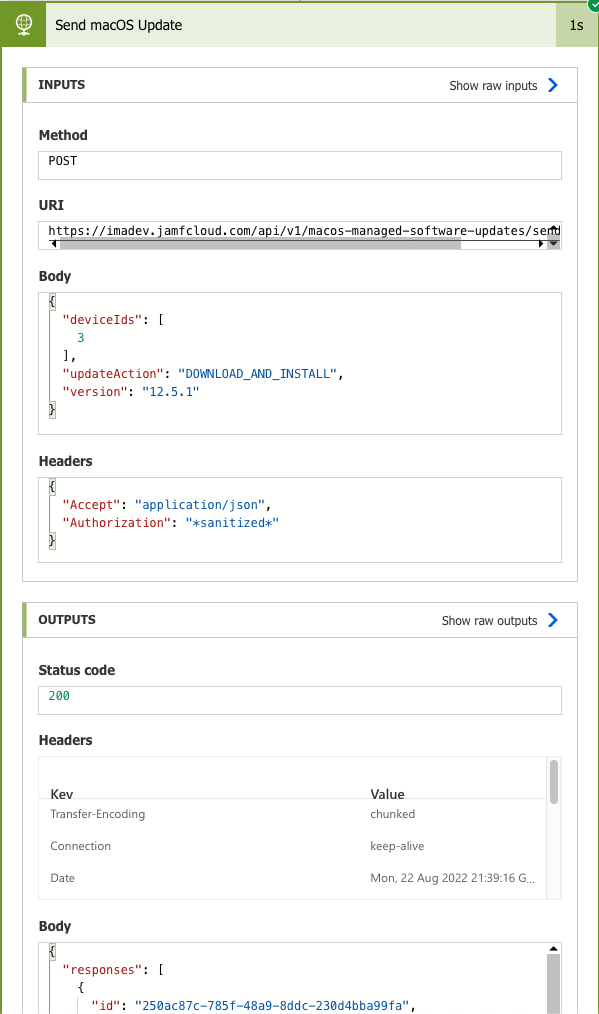 Send macOS Update
1s
INPUTS
Show raw inputs
Method
POST
URI
https://imadev.jamfcloud.com/api/v1/macos-managed-software-updates/send
Body
{
"deviceIds": [
3
],
"updateAction": "DOWNLOAD_AND_INSTALL",
"version": "12.5.1"
}
Headers
{
"Accept": "application/json",
"Authorization": "*sanitized*"
}
OUTPUTS
Show raw outputs
Status code
200
Headers
Key Value
Transfer-Encoding chunked
Connection keep-alive
Date Mon, 22 Aug 2022 21:39:16 G...
Body
{
"responses": [
{
"id": "250ac87c-785f-48a9-8ddc-230d4bba99fa",